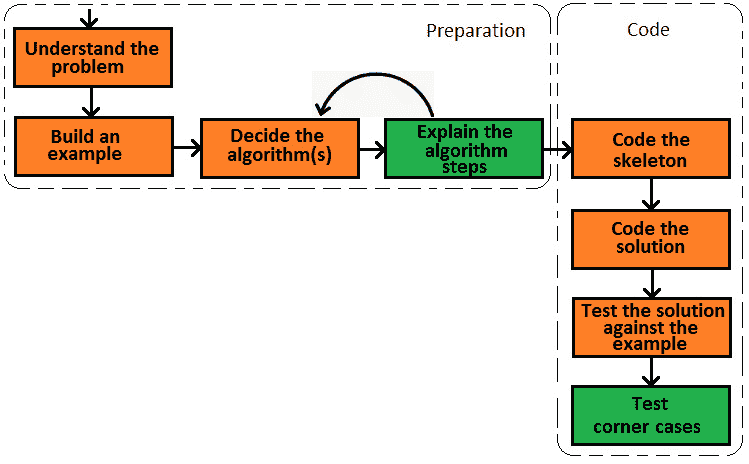 Preparation
Code
Understand the
problem
Build an
example
Decide the
algorithm(s)
Explain the
algorithm
steps
Code the
skeleton
Code the
solution
Test the solution
against the
example
Test
corner cases